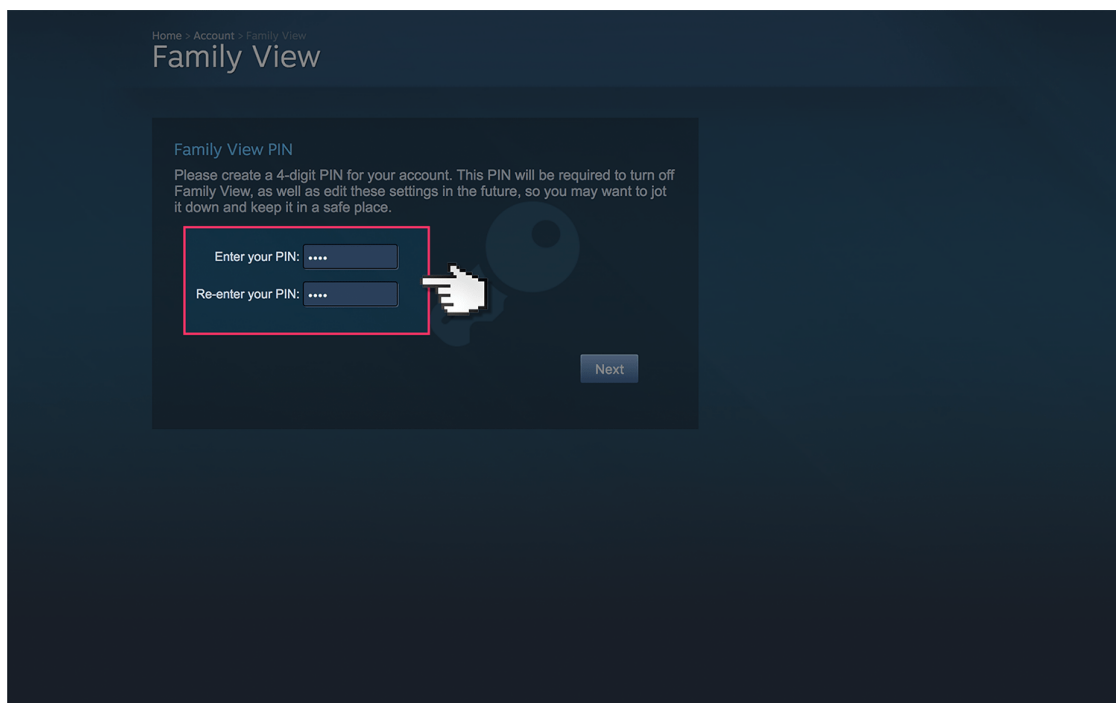 Home > Account > Family View
Family View
Family View PIN
Please create a 4-digit PIN for your account. This PIN will be required to turn off
Family View, as well as edit these settings in the future, so you may want to jot
it down and keep it in a safe place.
Enter your PIN: ••••
Re-enter your PIN: ••••
Next